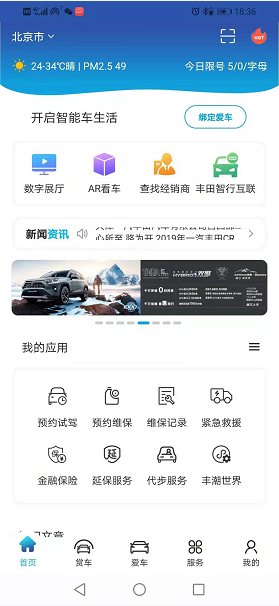 18:36
北京市
HOT
24-34℃晴 | PM2.5 49
今日限号 5/0/字母
开启智能车生活
绑定爱车
数字展厅
AR看车
查找经销商
丰田智行互联
新闻资讯
心所至 路为开 2019年一汽丰田CR
我的应用
预约试驾
预约维保
维保记录
紧急救援
金融保险
延保服务
代步服务
丰潮世界
首页
赏车
爱车
服务
我的